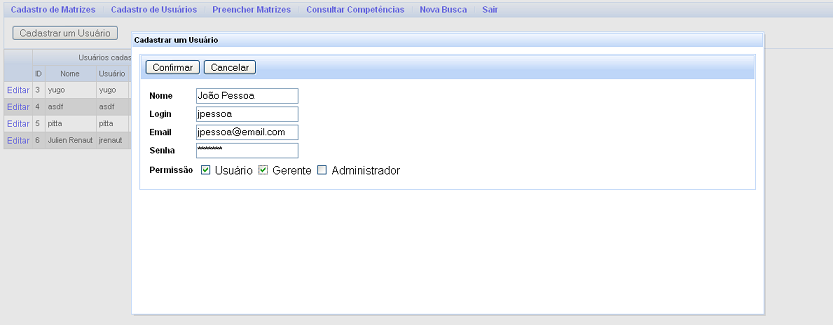 Cadastro de Matrizes Cadastro de Usuários Preencher Matrizes Consultar Competências Nova Busca Sair
Cadastrar um Usuário
Usuários cadas
ID Nome Usuário
Editar 3 yugo yugo
Editar 4 asdf asdf
Editar 5 pitta pitta
Editar 6 Julien Renaut jrenaut
Cadastrar um Usuário
Confirmar Cancelar
Nome João Pessoa
Login jpessoa
Email jpessoa@email.com
Senha *******
Permissão Usuário Gerente Administrador